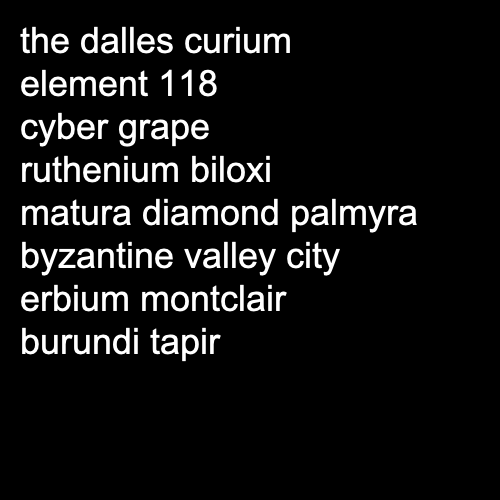 the dalles curium
element 118
cyber grape
ruthenium biloxi
matura diamond palmyra
byzantine valley city
erbium montclair
burundi tapir